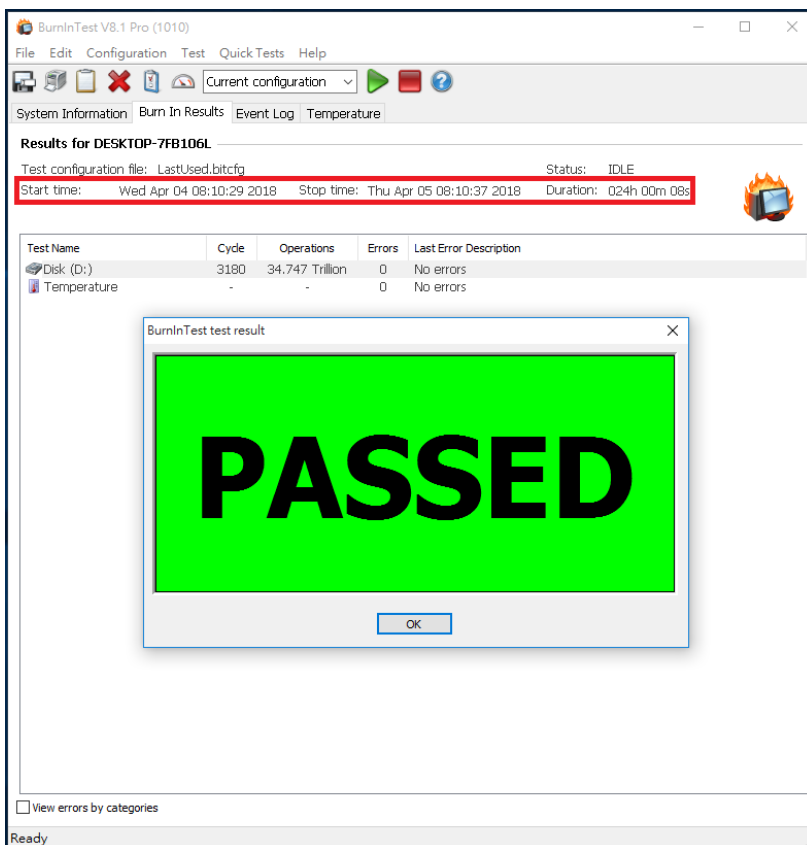 BurnInTest V8.1 Pro (1010)
File Edit Configuration Test Quick Tests Help
Current configuration
System Information Burn In Results Event Log Temperature
Results for DESKTOP-7FB106L
Test configuration file: LastUsed.bitcfg Status: IDLE
Start time: Wed Apr 04 08:10:29 2018 Stop time: Thu Apr 05 08:10:37 2018 Duration: 024h 00m 08s
Test Name Cycle Operations Errors Last Error Description
Disk (D:) 3180 34.747 Trillion 0 No errors
Temperature - - 0 No errors
BurnInTest test result
PASSED
OK
View errors by categories
Ready